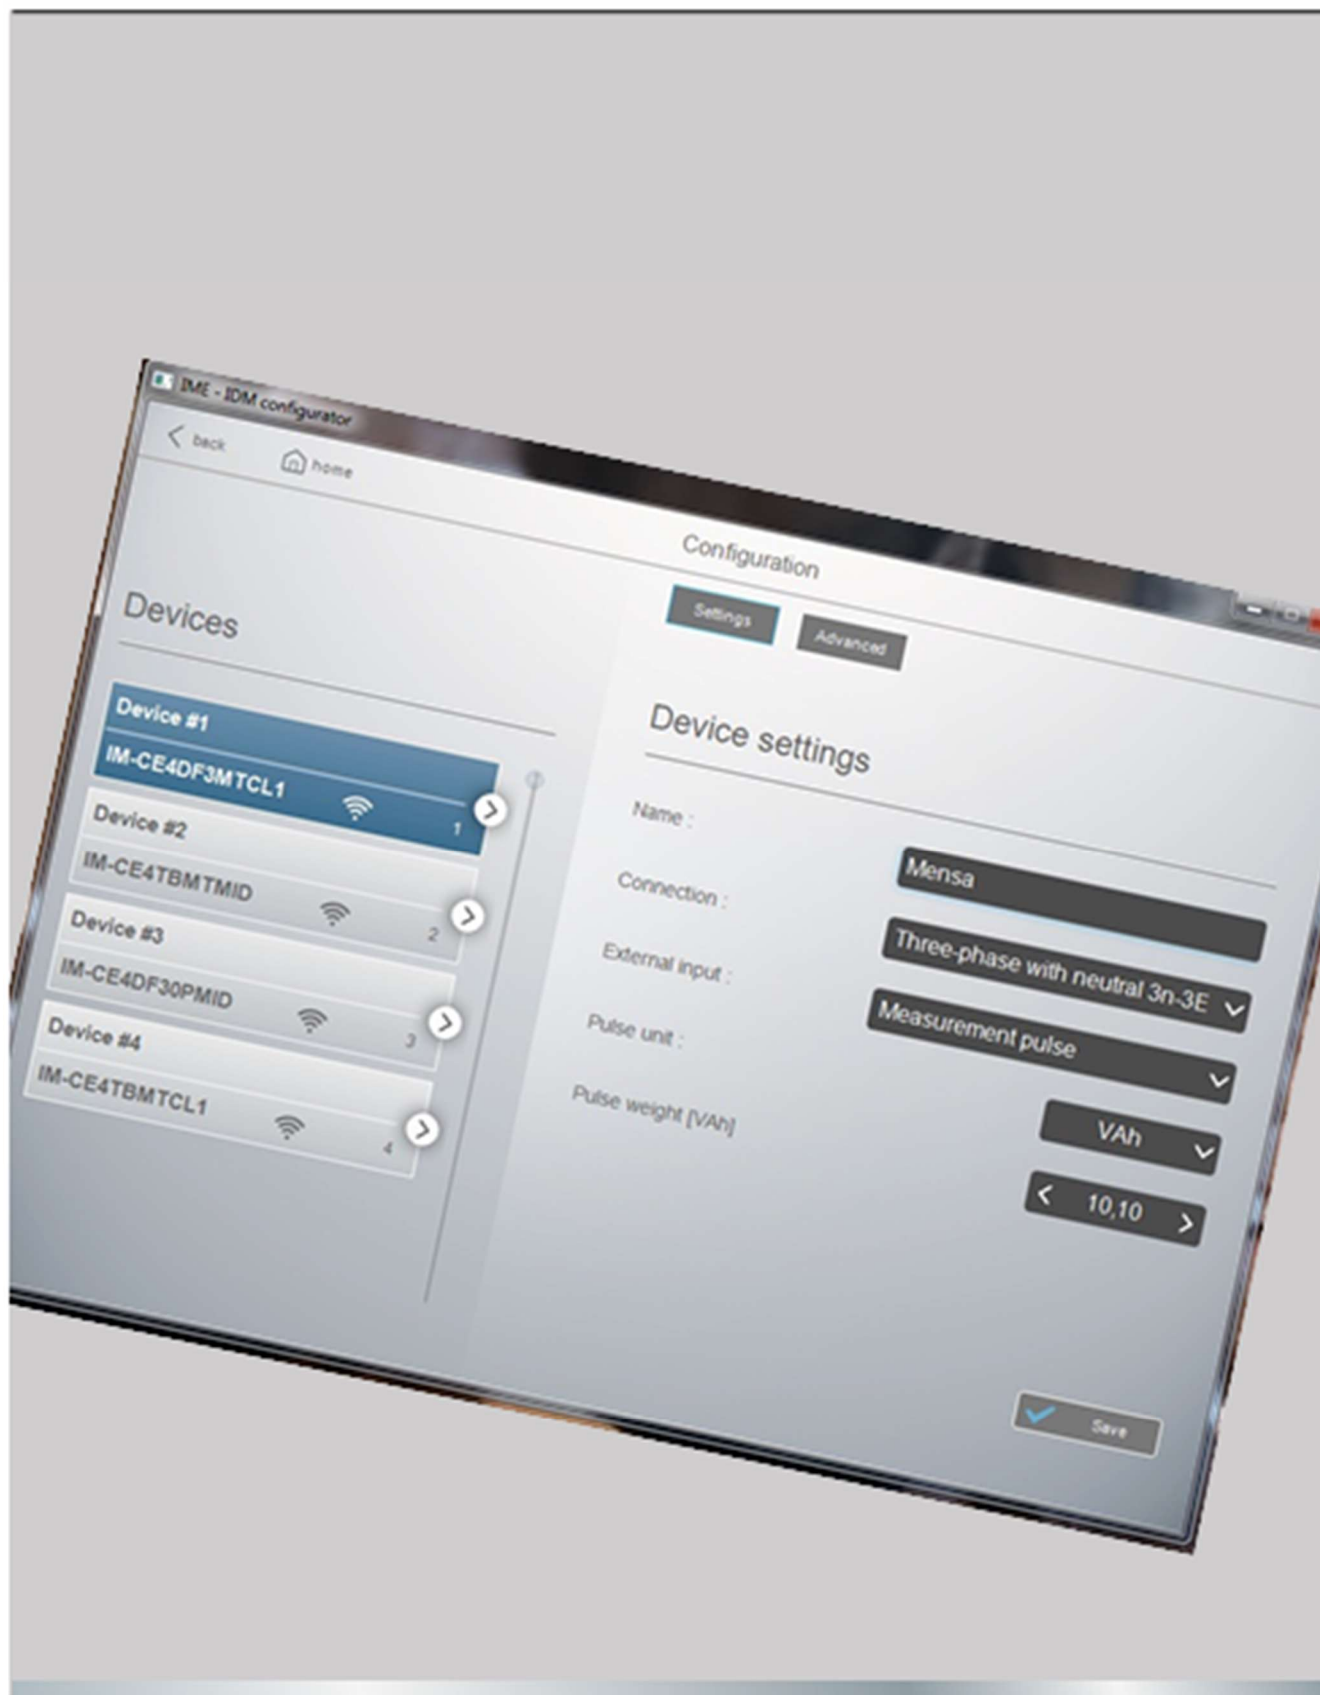 IME - IDM configurator
back
home
Configuration
Settings
Advanced
Devices
Device #1
IM-CE4DF3MTCL1
1
Device #2
IM-CE4TBMTMID
2
Device #3
IM-CE4DF30PMID
3
Device #4
IM-CE4TBMTCL1
4
Device settings
Name :
Mensa
Connection :
Three-phase with neutral 3n-3E
External input :
Measurement pulse
Pulse unit :
VAh
Pulse weight [VAh]
10,10
Save